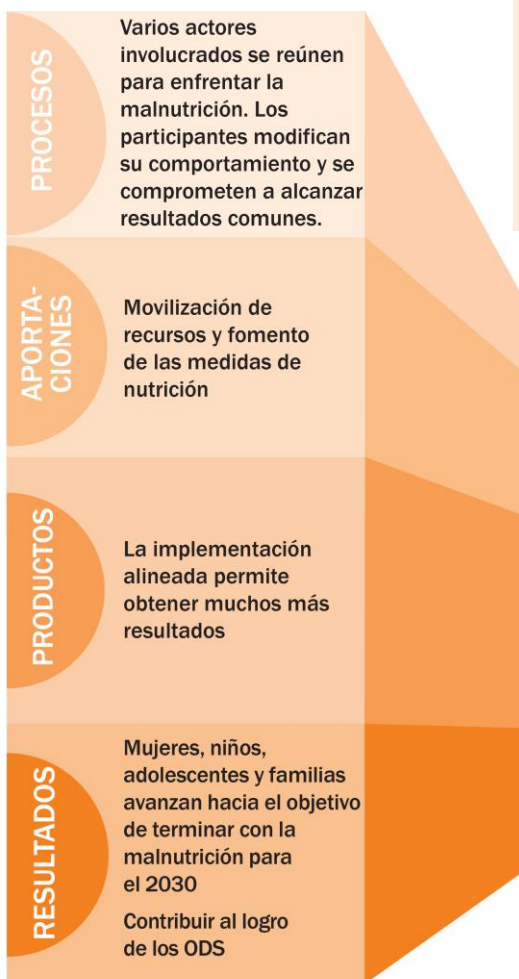 PROCESOS
Varios actores
involucrados se reúnen
para enfrentar la
malnutrición. Los
participantes modifican
su comportamiento y se
comprometen a alcanzar
resultados comunes.
APORTA-
CIONES
Movilización de
recursos y fomento
de las medidas de
nutrición
PRODUCTOS
La implementación
alineada permite
obtener muchos más
resultados
RESULTADOS
Mujeres, niños,
adolescentes y familias
avanzan hacia el objetivo
de terminar con la
malnutrición para
el 2030
Contribuir al logro
de los ODS